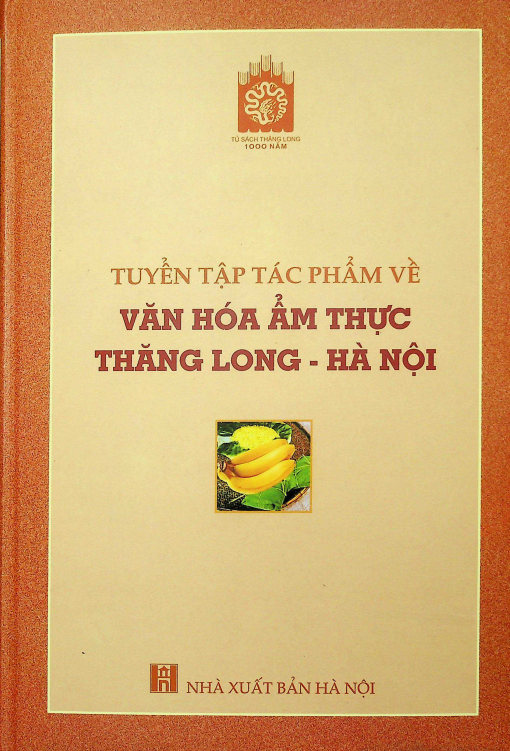 TỦ SÁCH THĂNG LONG
1000 NĂM
TUYỂN TẬP TÁC PHẨM VỀ
VĂN HÓA ẨM THỰC
THĂNG LONG - HÀ NỘI
NHÀ XUẤT BẢN HÀ NỘI